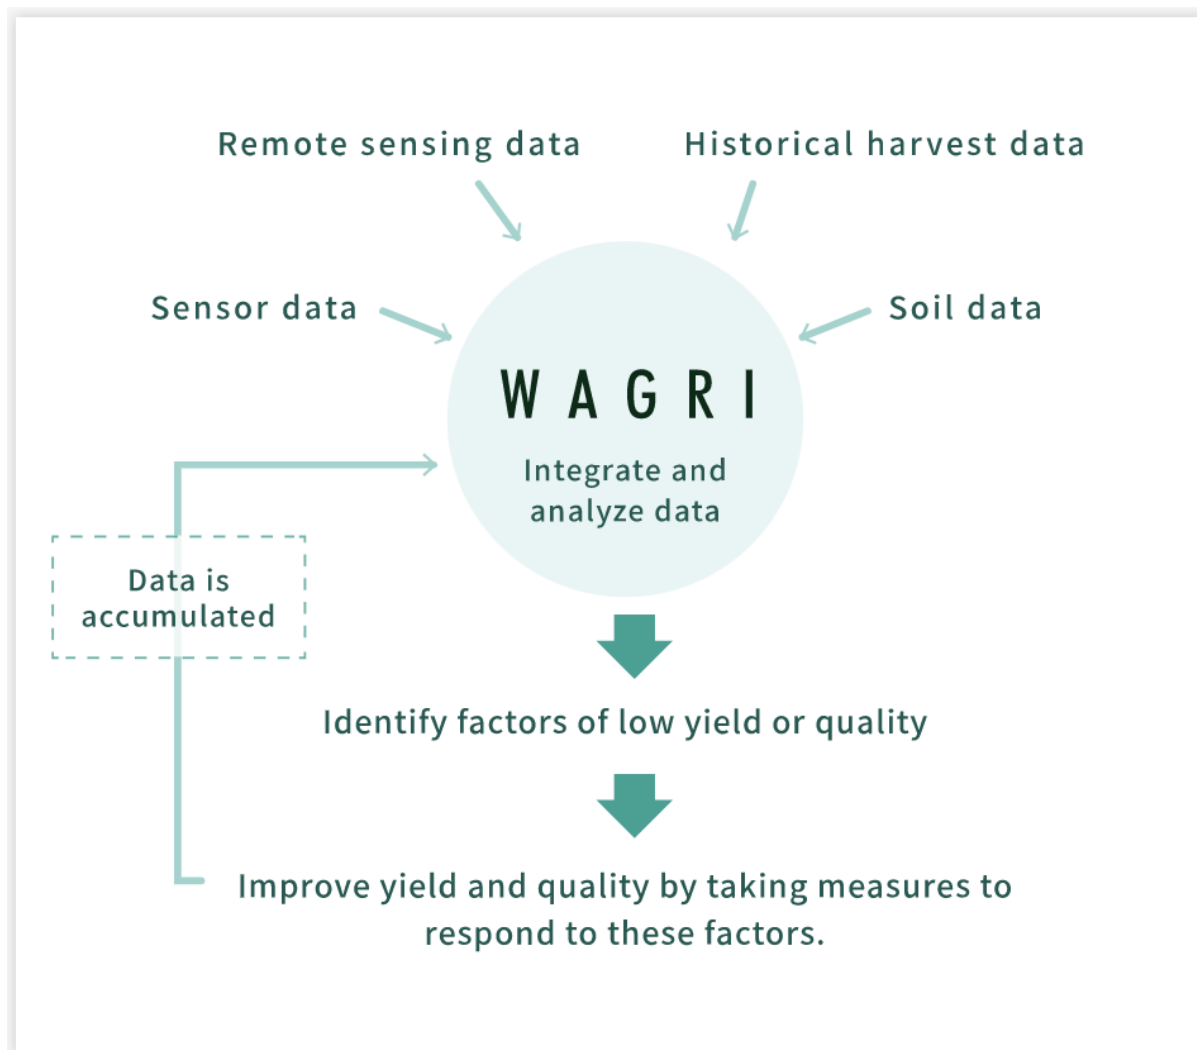 Remote sensing data
Historical harvest data
Sensor data
Soil data
WAGRI
Integrate and
analyze data
Data is
accumulated
Identify factors of low yield or quality
Improve yield and quality by taking measures to
respond to these factors.